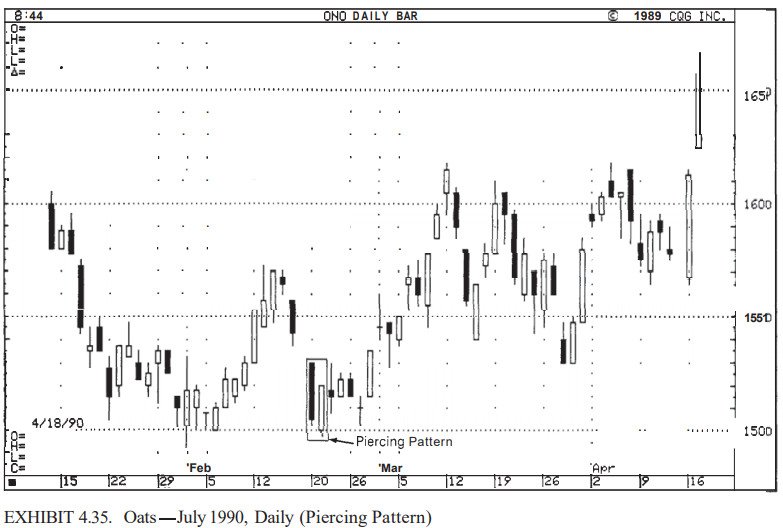 8:44 ONO DAILY BAR © 1989 CQG INC.
O=
H=
L=
L=
Δ=
1650
1600
1550
4/18/90
1500
O=
H=
L=
C=
Piercing Pattern
'Feb 'Mar 'Apr
15 22 29 5 12 20 26 5 12 19 26 2 9 16
EXHIBIT 4.35. Oats—July 1990, Daily (Piercing Pattern)